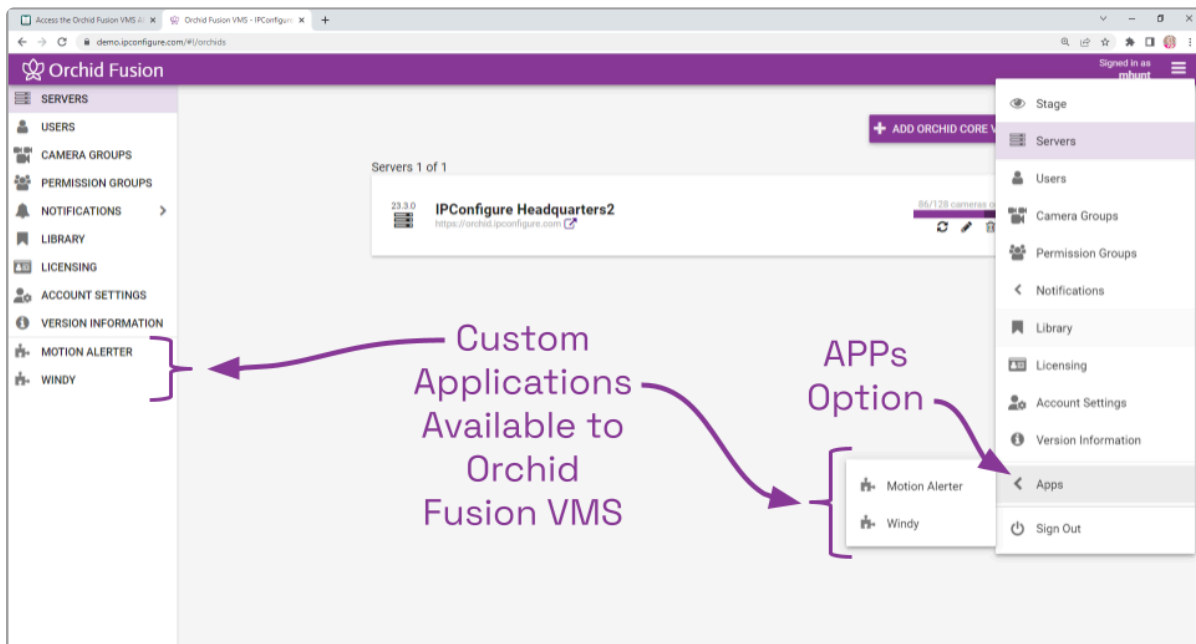 Access the Orchid Fusion VMS A
Orchid Fusion VMS - IPConfigure
demo.ipconfigure.com/#!/orchids
Orchid Fusion
Signed in as
mhunt
SERVERS
USERS
CAMERA GROUPS
PERMISSION GROUPS
NOTIFICATIONS
LIBRARY
LICENSING
ACCOUNT SETTINGS
VERSION INFORMATION
MOTION ALERTER
WINDY
+ ADD ORCHID CORE V
Servers 1 of 1
23.3.0
IPConfigure Headquarters2
https://orchid.ipconfigure.com
86/128 cameras o
Custom
Applications
Available to
Orchid
Fusion VMS
APPs
Option
Motion Alerter
Windy
Stage
Servers
Users
Camera Groups
Permission Groups
Notifications
Library
Licensing
Account Settings
Version Information
Apps
Sign Out